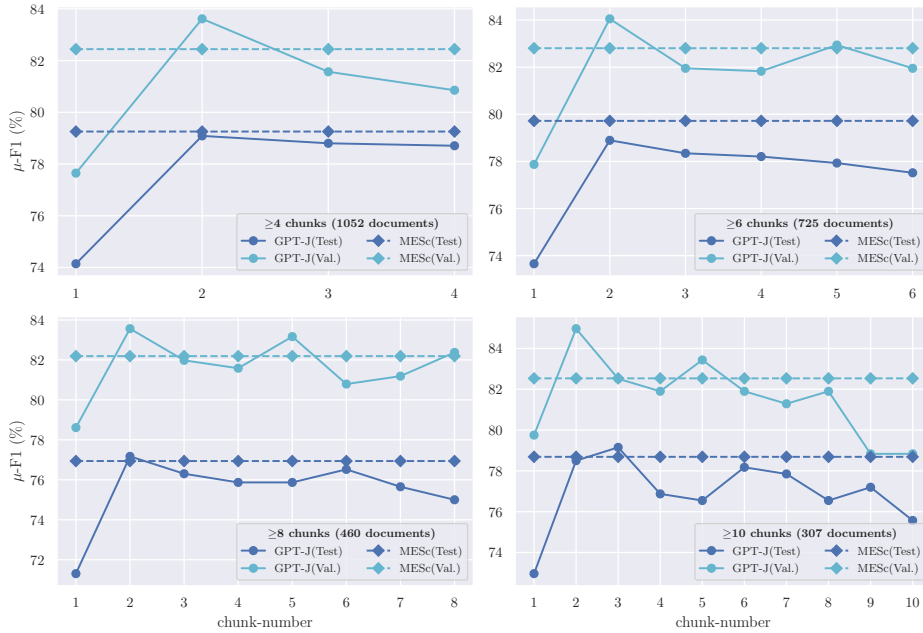 84
82
80
78
76
74
μ-F1 (%)
1 2 3 4
≥4 chunks (1052 documents)
GPT-J(Test) MESc(Test)
GPT-J(Val.) MESc(Val.)
84
82
80
78
76
74
1 2 3 4 5 6
≥6 chunks (725 documents)
GPT-J(Test) MESc(Test)
GPT-J(Val.) MESc(Val.)
84
82
80
78
76
74
72
μ-F1 (%)
1 2 3 4 5 6 7 8
chunk-number
≥8 chunks (460 documents)
GPT-J(Test) MESc(Test)
GPT-J(Val.) MESc(Val.)
84
82
80
78
76
74
1 2 3 4 5 6 7 8 9 10
chunk-number
≥10 chunks (307 documents)
GPT-J(Test) MESc(Test)
GPT-J(Val.) MESc(Val.)